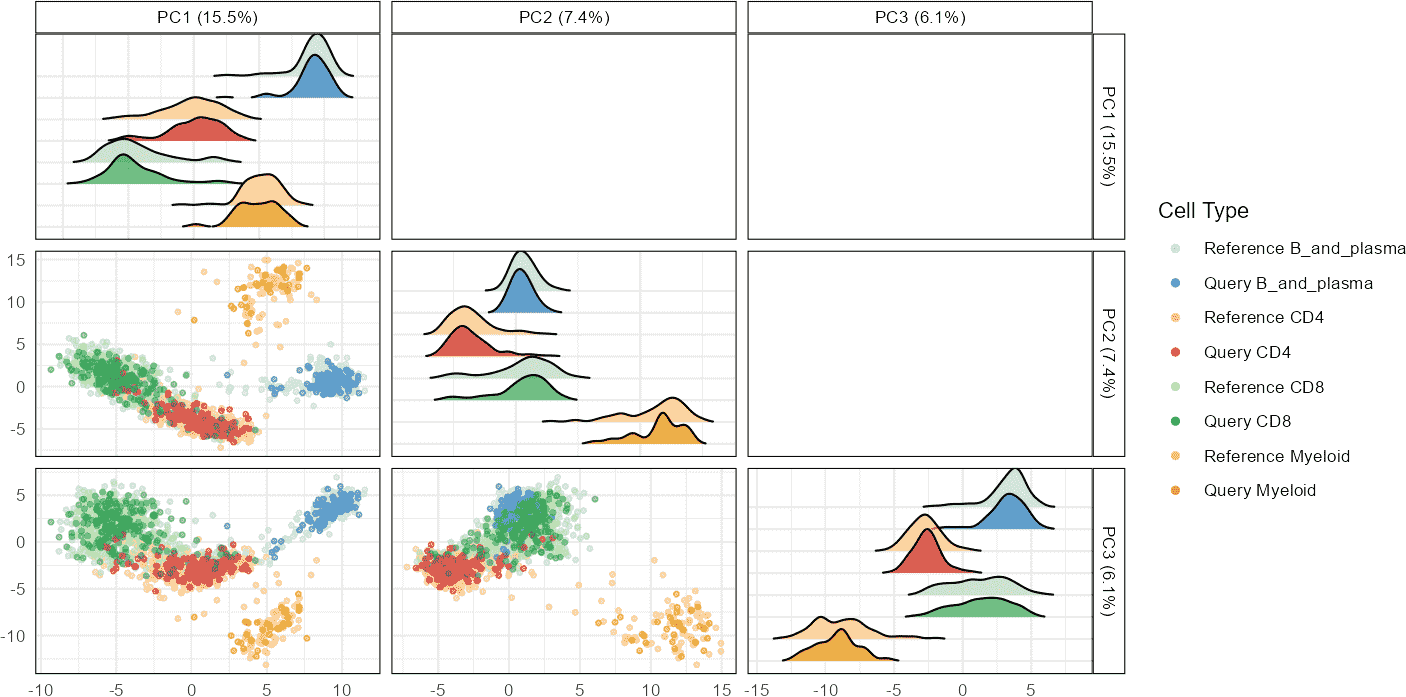 PC1 (15.5%)
PC2 (7.4%)
PC3 (6.1%)
PC1 (15.5%)
15
10
5
0
-5
PC2 (7.4%)
5
0
-5
-10
PC3 (6.1%)
-10 -5 0 5 10
-5 0 5 10 15
-15 -10 -5 0 5
Cell Type
Reference B_and_plasma
Query B_and_plasma
Reference CD4
Query CD4
Reference CD8
Query CD8
Reference Myeloid
Query Myeloid